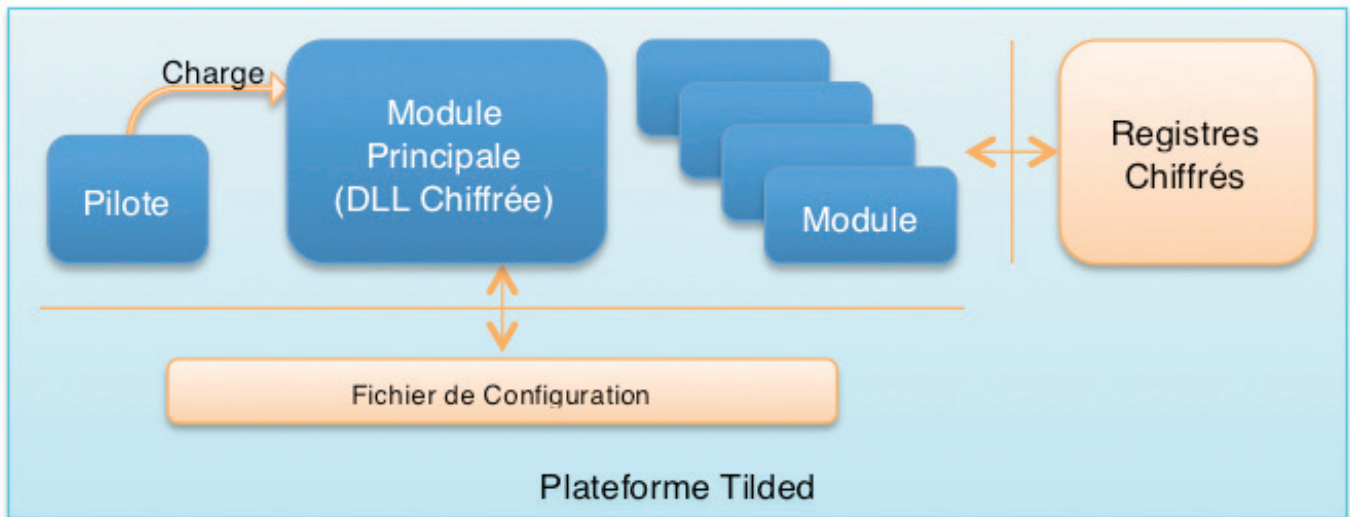 Charge
Pilote
Module
Principale
(DLL Chiffrée)
Module
Registres
Chiffrés
Fichier de Configuration
Plateforme Tilded